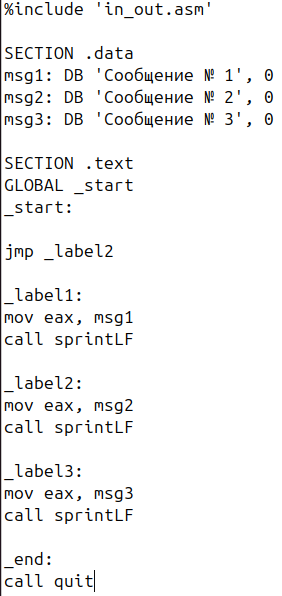 %include 'in_out.asm'
SECTION .data
msg1: DB 'Сообщение № 1', 0
msg2: DB 'Сообщение № 2', 0
msg3: DB 'Сообщение № 3', 0
SECTION .text
GLOBAL _start
_start:
jmp _label2
_label1:
mov eax, msg1
call sprintLF
_label2:
mov eax, msg2
call sprintLF
_label3:
mov eax, msg3
call sprintLF
_end:
call quit